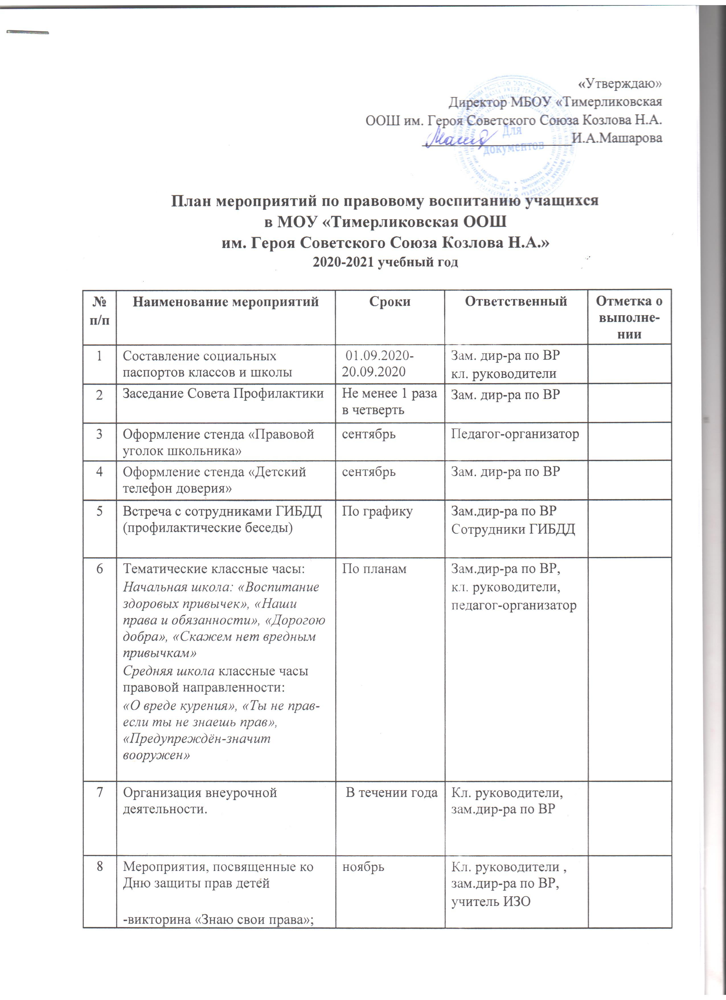 «Утверждаю»
Директор МБОУ «Тимерликовская
ООШ им. Героя Советского Союза Козлова Н.А.
И.А.Машарова
Для
документов
План мероприятий по правовому воспитанию учащихся
в МОУ «Тимерликовская ООШ
им. Героя Советского Союза Козлова Н.А.»
2020-2021 учебный год
№ п/п
Наименование мероприятий
Сроки
Ответственный
Отметка о
выполне-
нии
1
Составление социальных
паспортов классов и школы
01.09.2020-
20.09.2020
Зам. дир-ра по ВР
кл. руководители
2
Заседание Совета Профилактики
Не менее 1 раза
в четверть
Зам. дир-ра по ВР
3
Оформление стенда «Правовой
уголок школьника»
сентябрь
Педагог-организатор
4
Оформление стенда «Детский
телефон доверия»
сентябрь
Зам. дир-ра по ВР
5
Встреча с сотрудниками ГИБДД
(профилактические беседы)
По графику
Зам.дир-ра по ВР
Сотрудники ГИБДД
6
Тематические классные часы:
Начальная школа: «Воспитание
здоровых привычек», «Наши
права и обязанности», «Дорогою
добра», «Скажем нет вредным
привычкам»
Средняя школа классные часы
правовой направленности:
«О вреде курения», «Ты не прав-
если ты не знаешь прав»,
«Предупреждён-значит
вооружен»
По планам
Зам.дир-ра по ВР,
кл. руководители,
педагог-организатор
7
Организация внеурочной
деятельности.
В течении года
Кл. руководители,
зам.дир-ра по ВР
8
Мероприятия, посвященные ко
Дню защиты прав детей
-викторина «Знаю свои права»;
ноябрь
Кл. руководители ,
зам.дир-ра по ВР,
учитель ИЗО